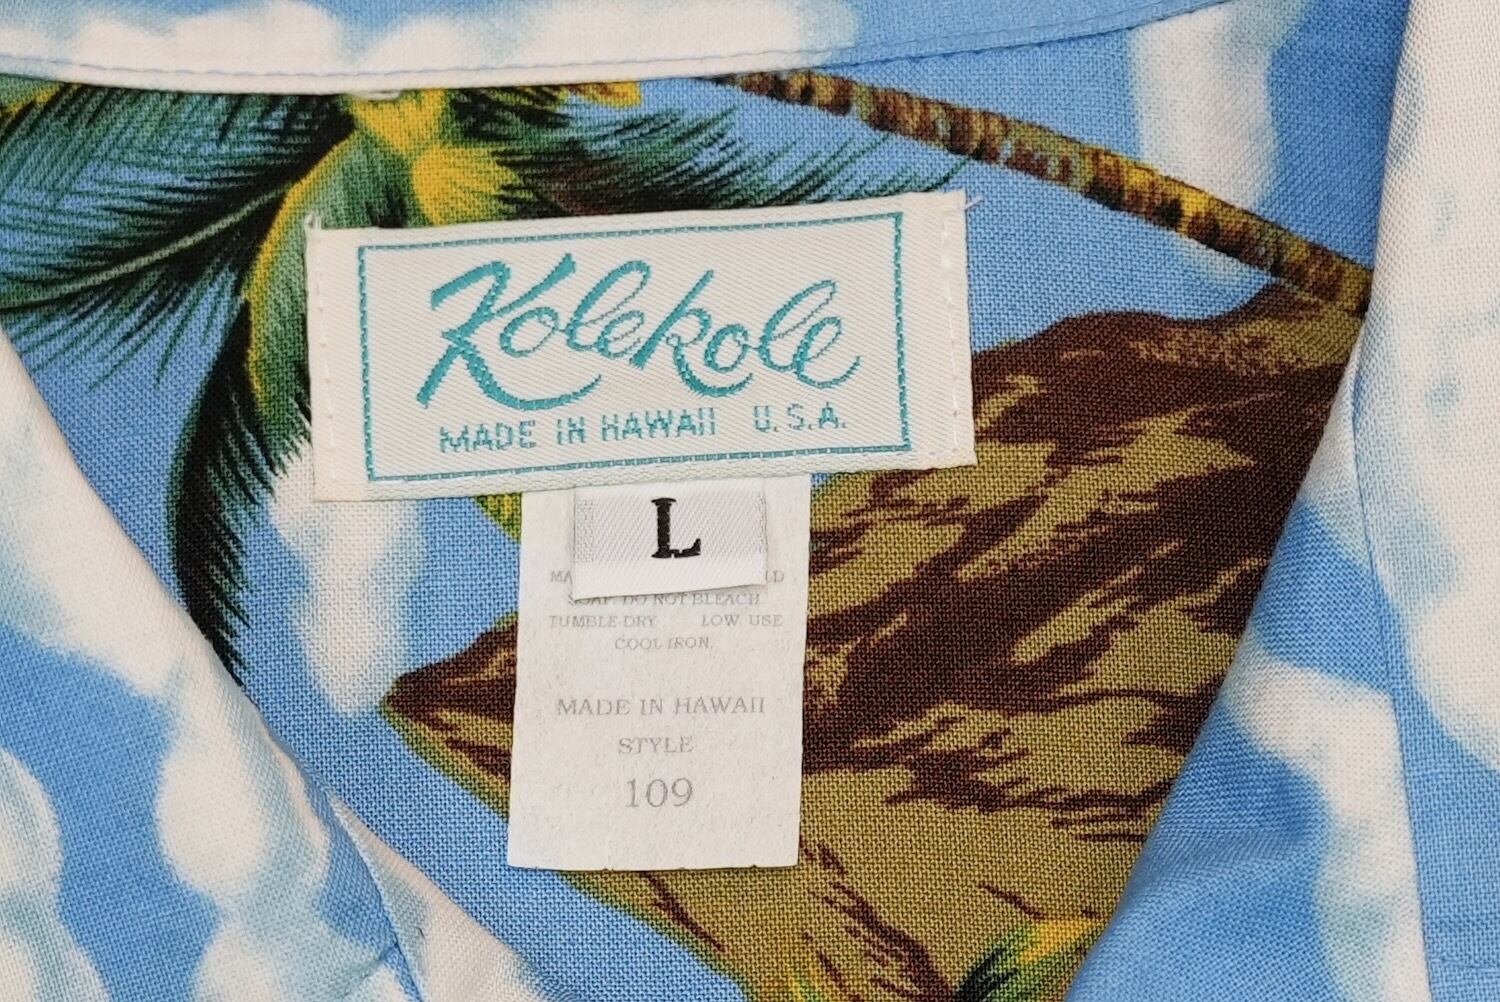 Kolekole
MADE IN HAWAII U.S.A.
L
SOAP. DO NOT BLEACH.
TUMBLE DRY LOW. USE
COOL IRON.
MADE IN HAWAII
STYLE
109